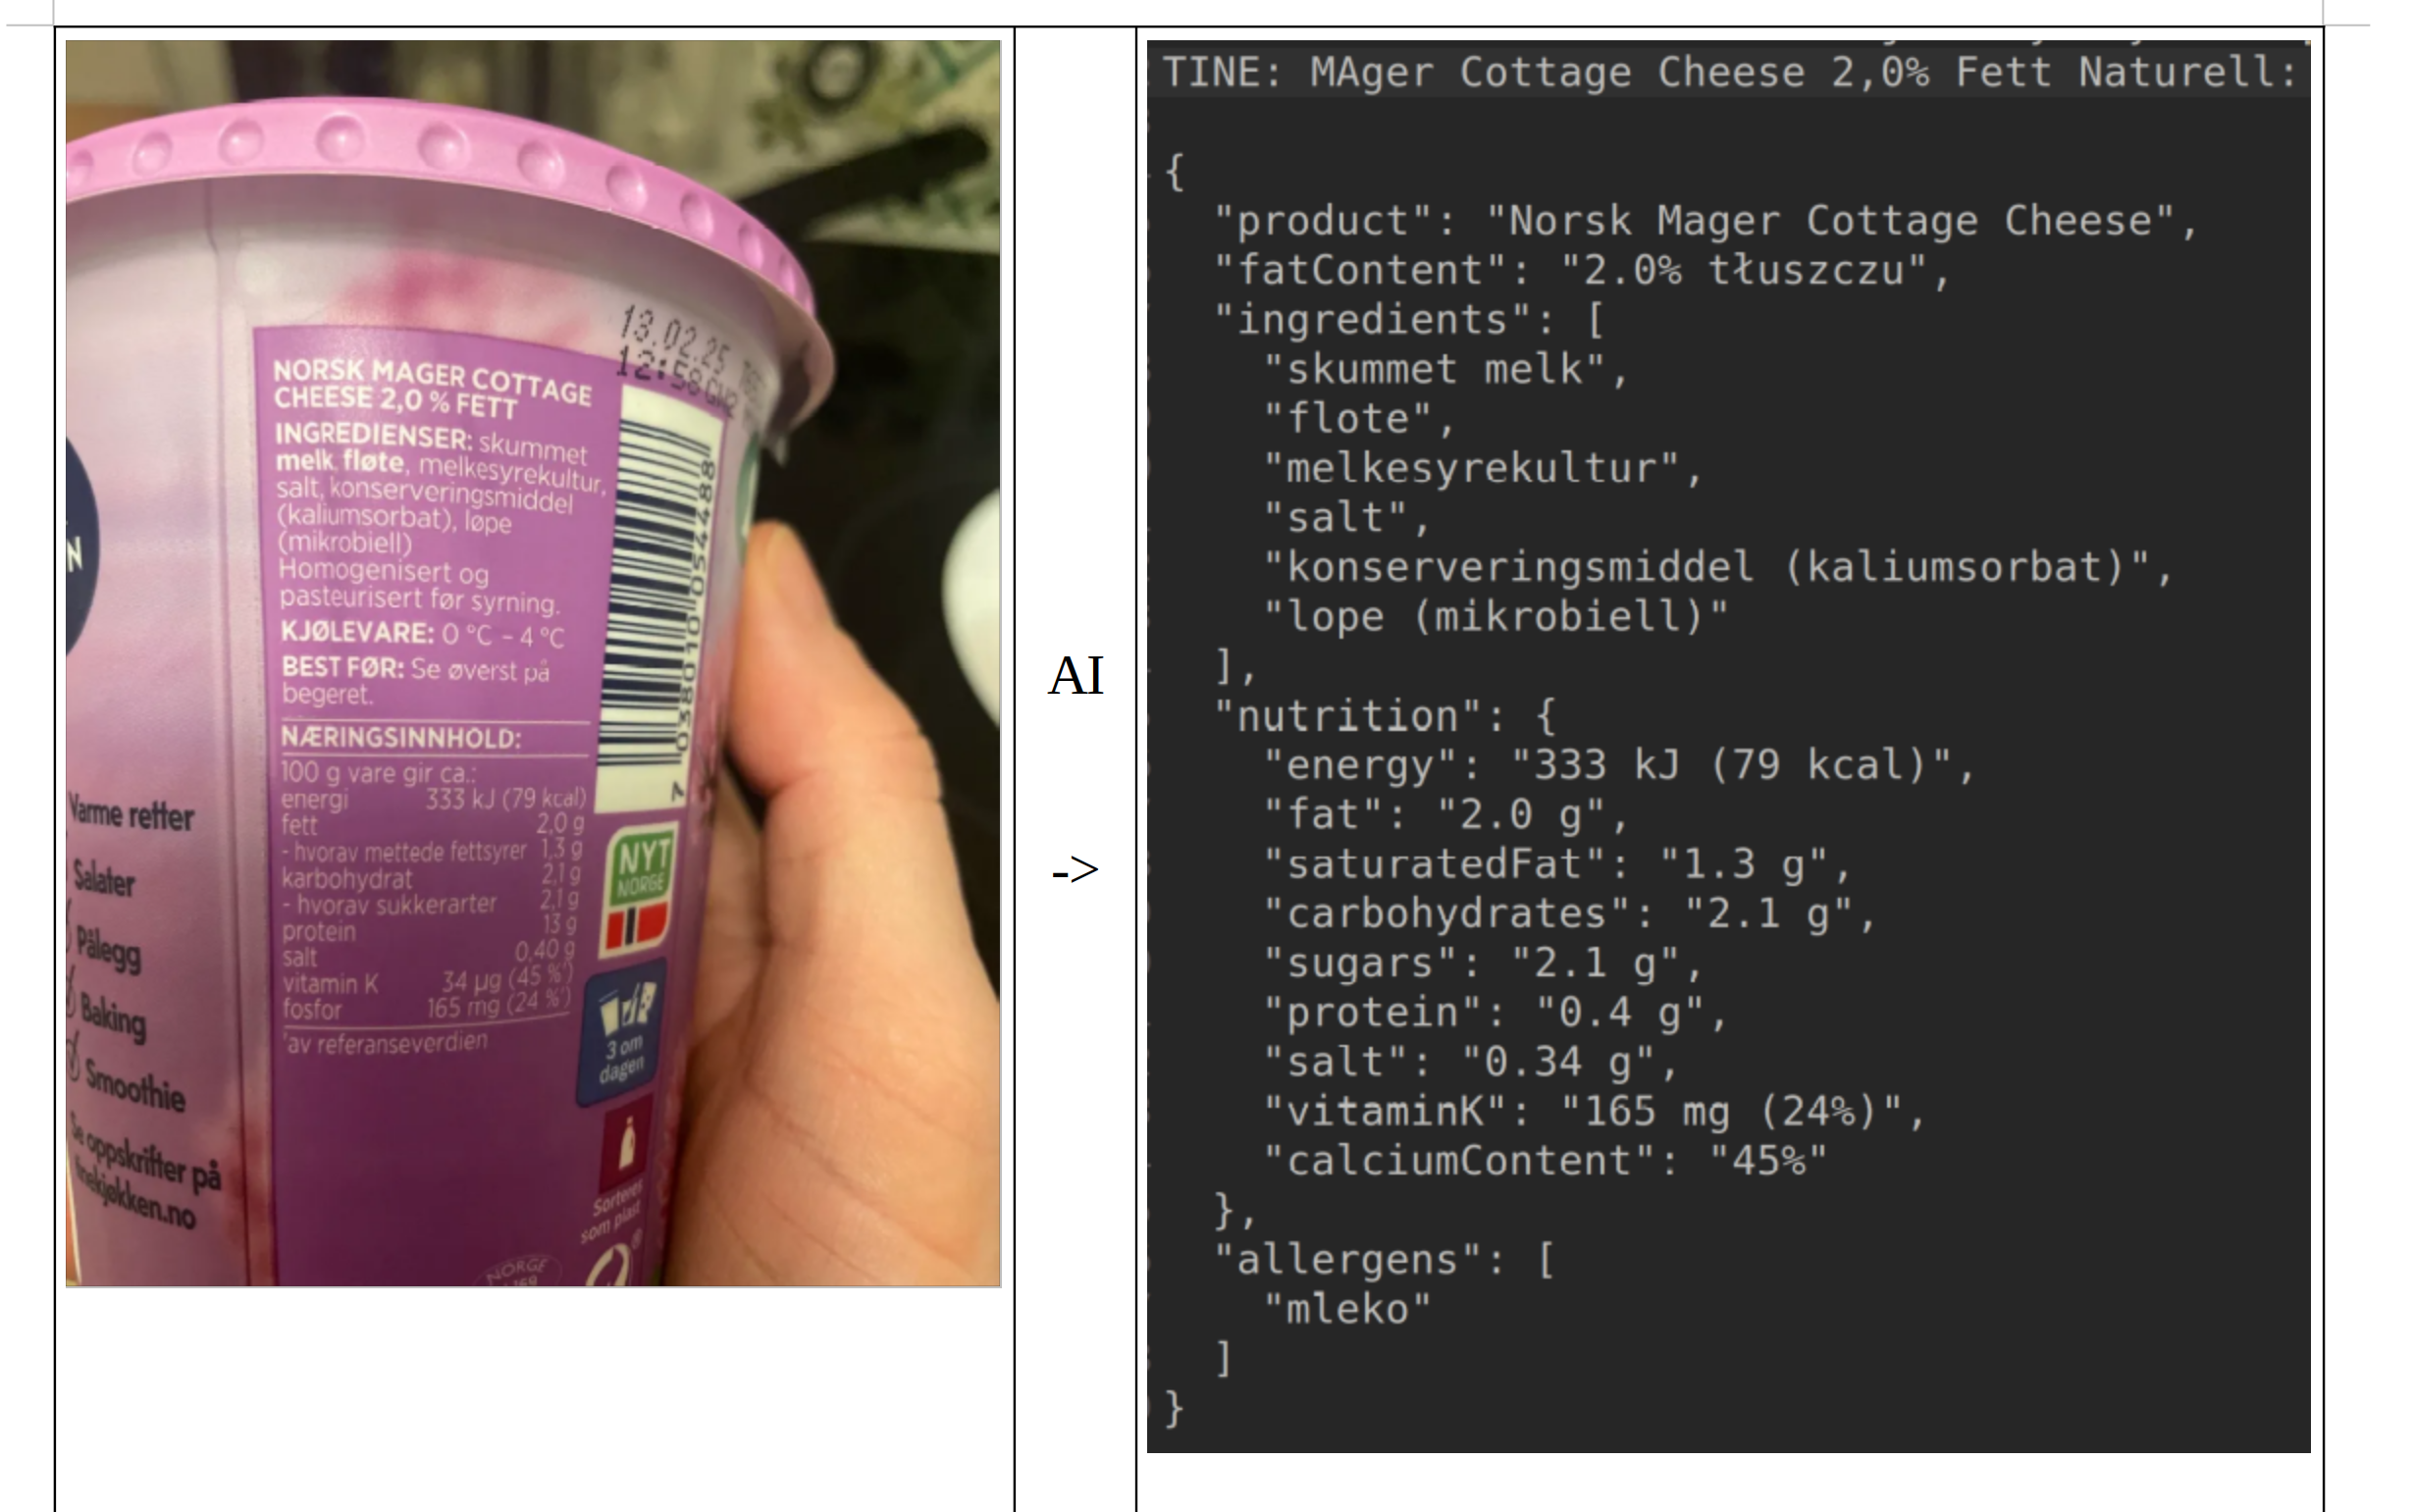 13.02.25
12:58
NORSK MAGER COTTAGE
CHEESE 2,0 % FETT
INGREDIENSER: skummet
melk, fløte, melkesyrekultur,
salt, konserveringsmiddel
(kaliumsorbat), løpe
(mikrobiell)
Homogenisert og
pasteurisert før syrning.
KJØLEVARE: 0 °C – 4 °C
BEST FØR: Se øverst på
begeret.
NÆRINGSINNHOLD:
100 g vare gir ca.:
energi 333 kJ (79 kcal)
fett 2,0 g
- hvorav mettede fettsyrer 1,3 g
karbohydrat 2,1 g
- hvorav sukkerarter 2,1 g
protein 13 g
salt 0,40 g
vitamin K 34 µg (45 %*)
fosfor 165 mg (24 %*)
*av referanseverdien
7 038010 054488
NYT
NORGE
3 om
dagen
Sorteres
som plast
NORGE
N
Varme retter
Salater
Pålegg
Baking
Smoothie
Se oppskrifter på
AI
->
TINE: MAger Cottage Cheese 2,0% Fett Naturell:
{
"product": "Norsk Mager Cottage Cheese",
"fatContent": "2.0% tłuszczu",
"ingredients": [
"skummet melk",
"flote",
"melkesyrekultur",
"salt",
"konserveringsmiddel (kaliumsorbat)",
"lope (mikrobiell)"
],
"nutrition": {
"energy": "333 kJ (79 kcal)",
"fat": "2.0 g",
"saturatedFat": "1.3 g",
"carbohydrates": "2.1 g",
"sugars": "2.1 g",
"protein": "0.4 g",
"salt": "0.34 g",
"vitaminK": "165 mg (24%)",
"calciumContent": "45%"
},
"allergens": [
"mleko"
]
}